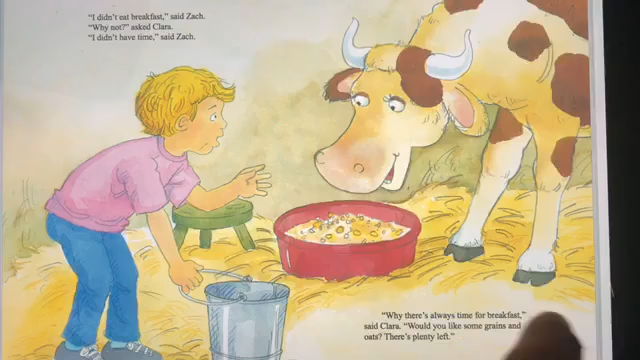 "I didn't eat breakfast," said Zach.
"Why not?" asked Clara.
"I didn't have time," said Zach.
"Why there's always time for breakfast,"
said Clara. "Would you like some grains and
oats? There's plenty left."